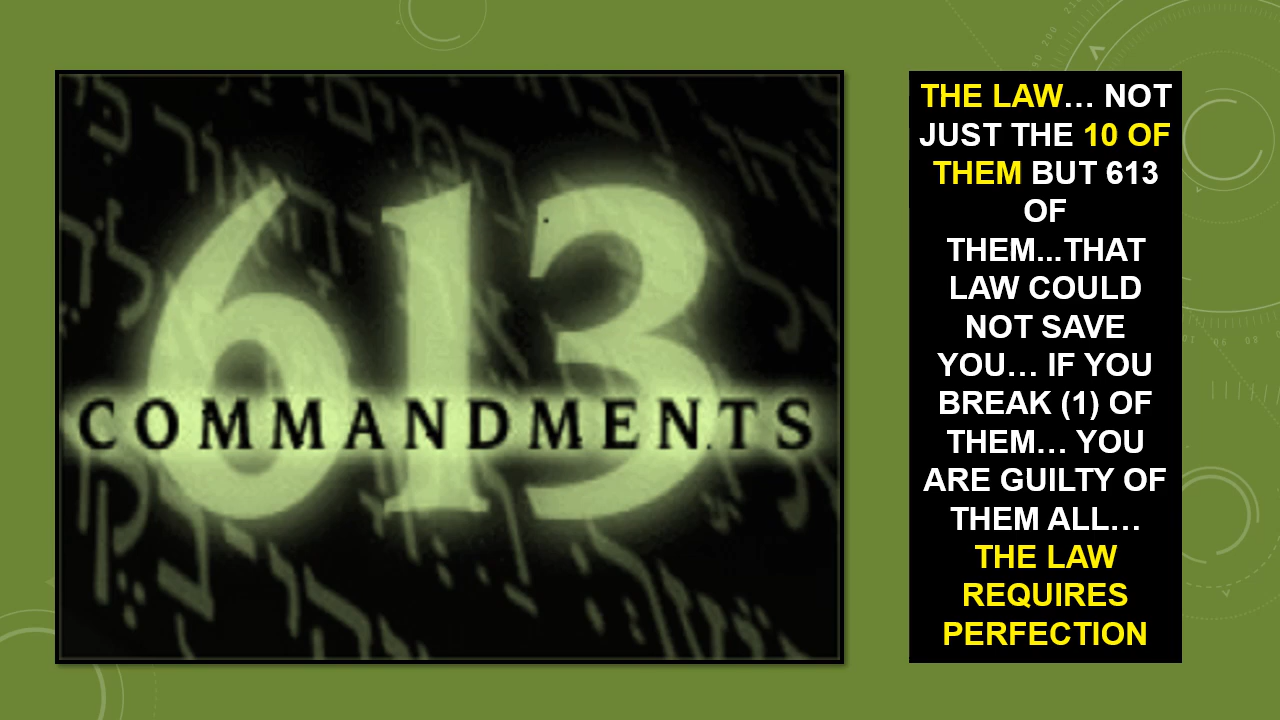 613
COMMANDMENTS
THE LAW… NOT
JUST THE 10 OF
THEM BUT 613
OF
THEM...THAT
LAW COULD
NOT SAVE
YOU… IF YOU
BREAK (1) OF
THEM… YOU
ARE GUILTY OF
THEM ALL…
THE LAW
REQUIRES
PERFECTION